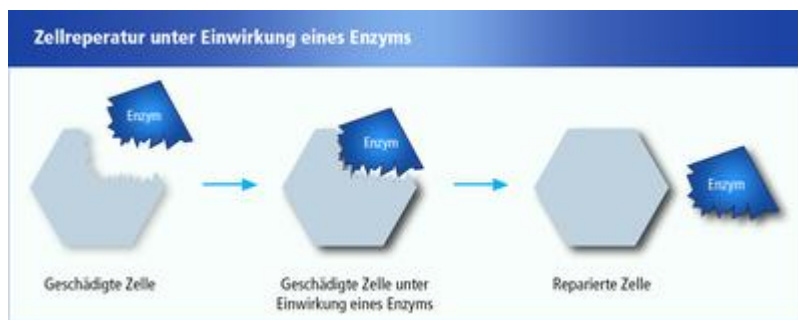 Zellreperatur unter Einwirkung eines Enzyms
Enzym
Enzym
Enzym
Geschädigte Zelle
Geschädigte Zelle unter
Einwirkung eines Enzyms
Reparierte Zelle